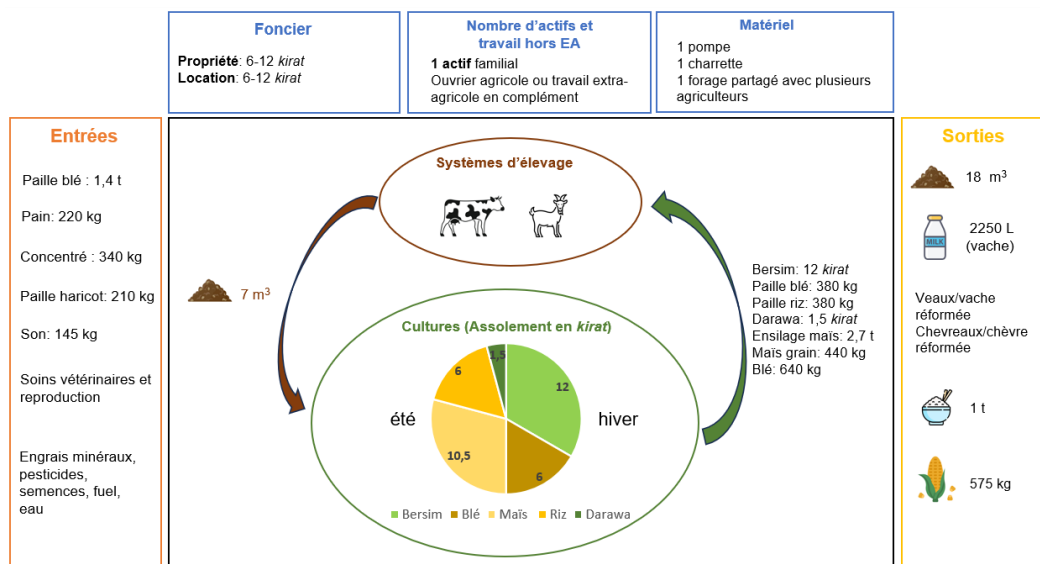 Foncier
Propriété: 6-12 kirat
Location: 6-12 kirat
Nombre d'actifs et
travail hors EA
1 actif familial
Ouvrier agricole ou travail extra-
agricole en complément
Matériel
1 pompe
1 charrette
1 forage partagé avec plusieurs
agriculteurs
Entrées
Paille blé : 1,4 t
Pain: 220 kg
Concentré : 340 kg
Paille haricot: 210 kg
Son: 145 kg
Soins vétérinaires et
reproduction
Engrais minéraux,
pesticides,
semences, fuel,
eau
Systèmes d'élevage
7 m³
Cultures (Assolement en kirat)
1,5
6
12
été
hiver
10,5
6
Bersim
Blé
Maïs
Riz
Darawa
Bersim: 12 kirat
Paille blé: 380 kg
Paille riz: 380 kg
Darawa: 1,5 kirat
Ensilage maïs: 2,7 t
Maïs grain: 440 kg
Blé: 640 kg
Sorties
18 m³
MILK
2250 L
(vache)
Veaux/vache
réformée
Chevreaux/chèvre
réformée
1 t
575 kg